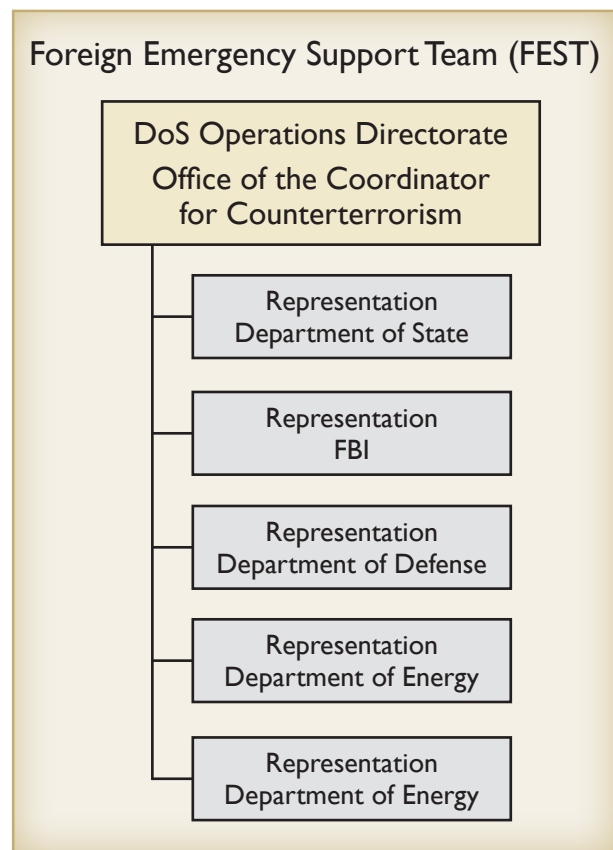 Foreign Emergency Support Team (FEST)
DoS Operations Directorate
Office of the Coordinator
for Counterterrorism
Representation
Department of State
Representation
FBI
Representation
Department of Defense
Representation
Department of Energy
Representation
Department of Energy